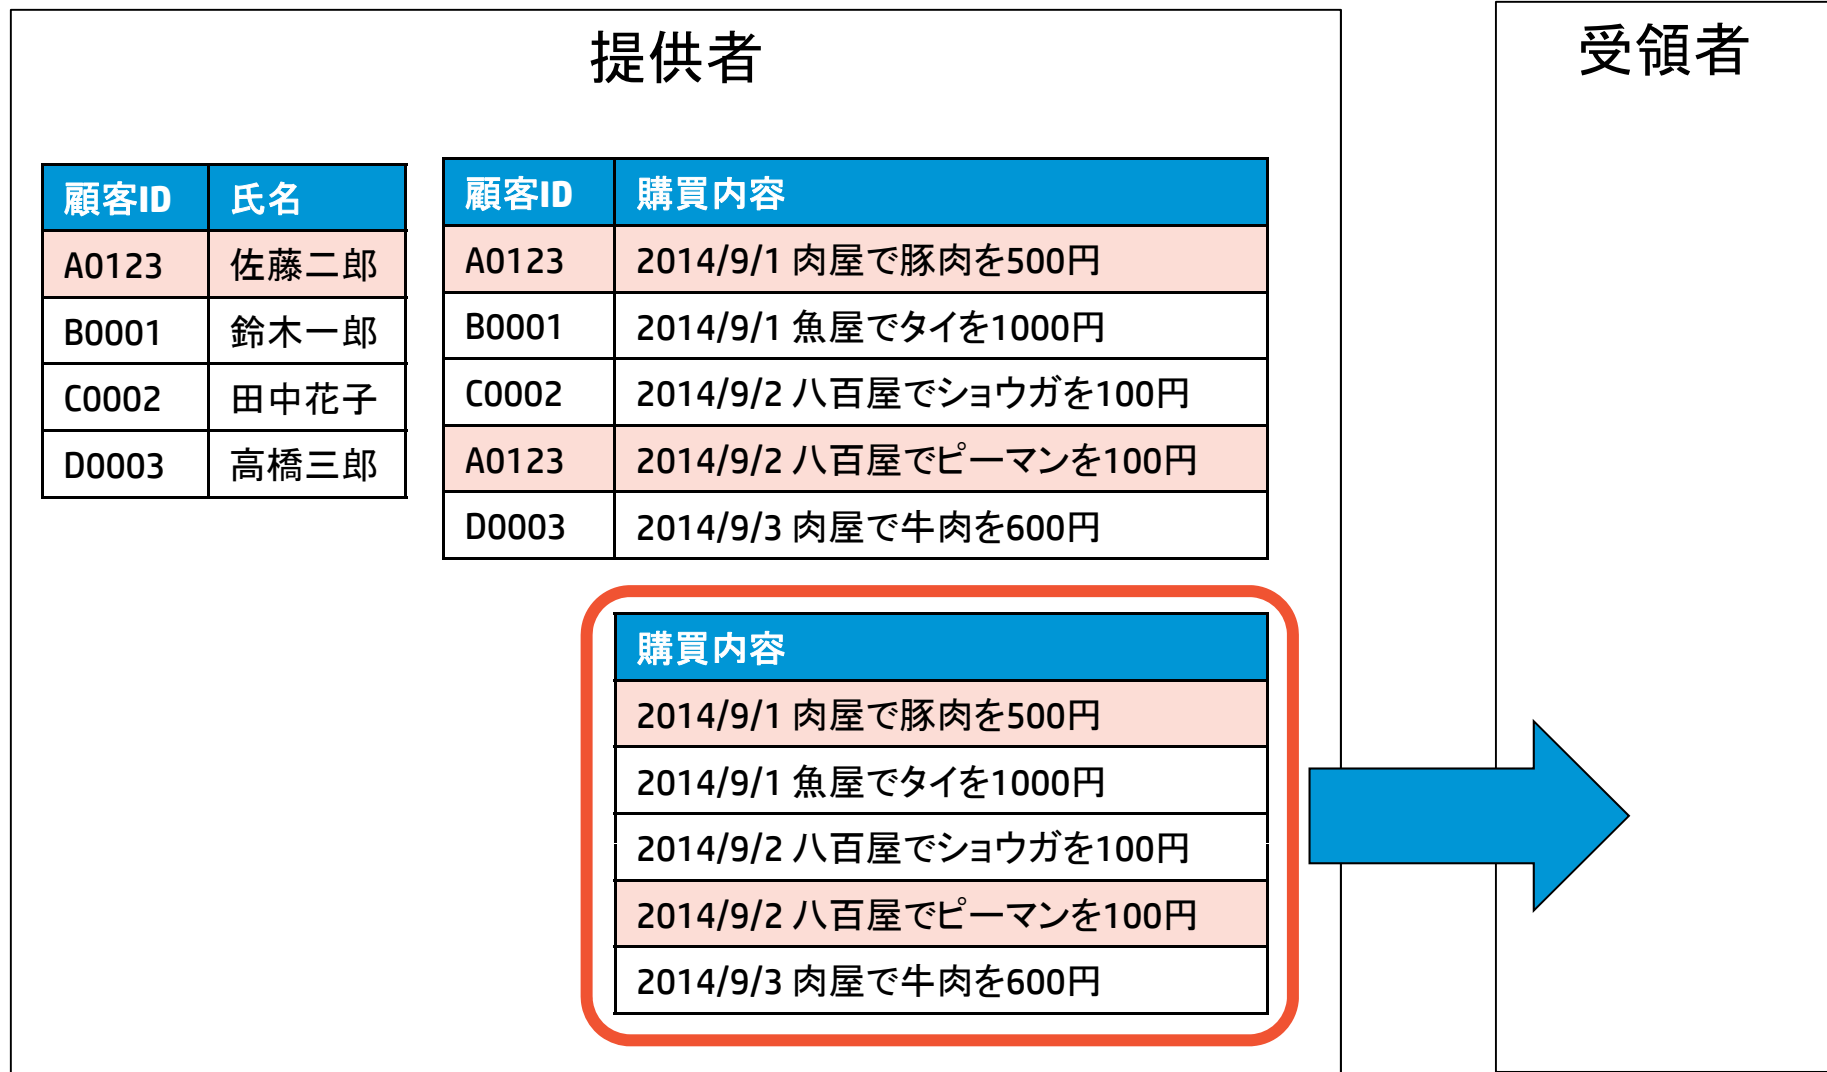 提供者
受領者
顧客ID 氏名
A0123 佐藤二郎
B0001 鈴木一郎
C0002 田中花子
D0003 高橋三郎
顧客ID 購買内容
A0123 2014/9/1 肉屋で豚肉を500円
B0001 2014/9/1 魚屋でタイを1000円
C0002 2014/9/2 八百屋でショウガを100円
A0123 2014/9/2 八百屋でピーマンを100円
D0003 2014/9/3 肉屋で牛肉を600円
購買内容
2014/9/1 肉屋で豚肉を500円
2014/9/1 魚屋でタイを1000円
2014/9/2 八百屋でショウガを100円
2014/9/2 八百屋でピーマンを100円
2014/9/3 肉屋で牛肉を600円